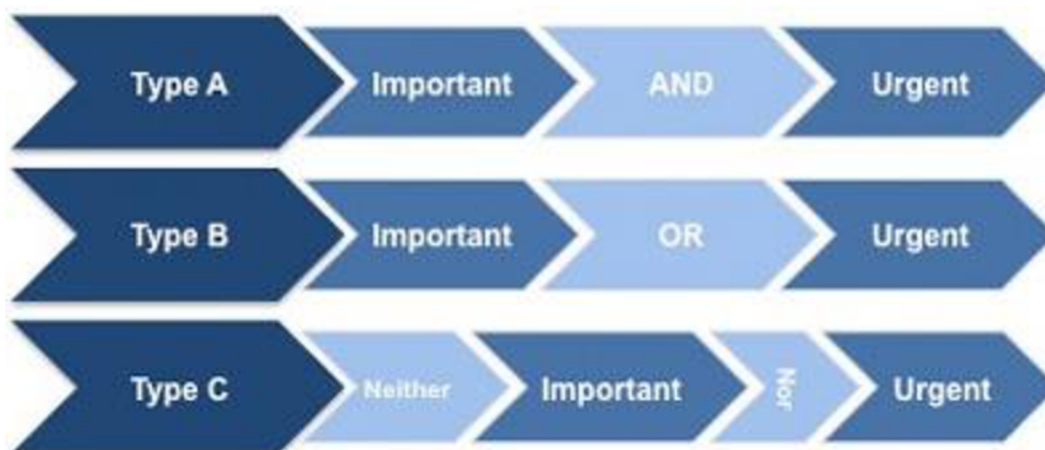 Type A Important AND Urgent
Type B Important OR Urgent
Type C Neither Important Nor Urgent